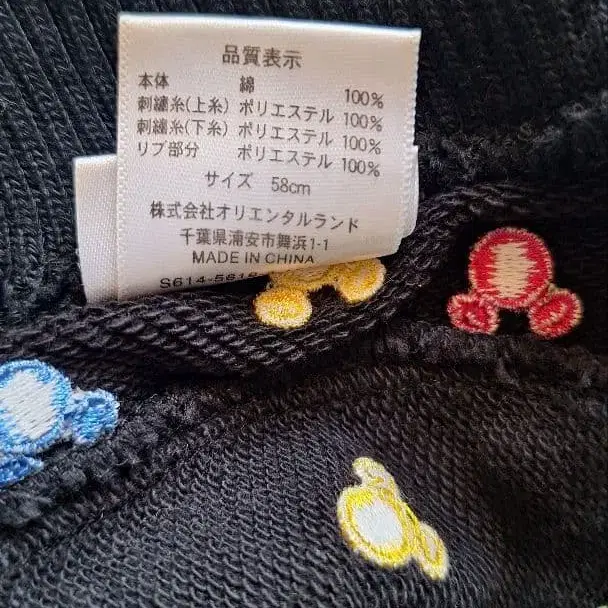 品質表示
本体 綿 100%
刺繍糸(上糸) ポリエステル 100%
刺繍糸(下糸) ポリエステル 100%
リブ部分 ポリエステル 100%
サイズ 58cm
株式会社オリエンタルランド
千葉県浦安市舞浜1-1
MADE IN CHINA